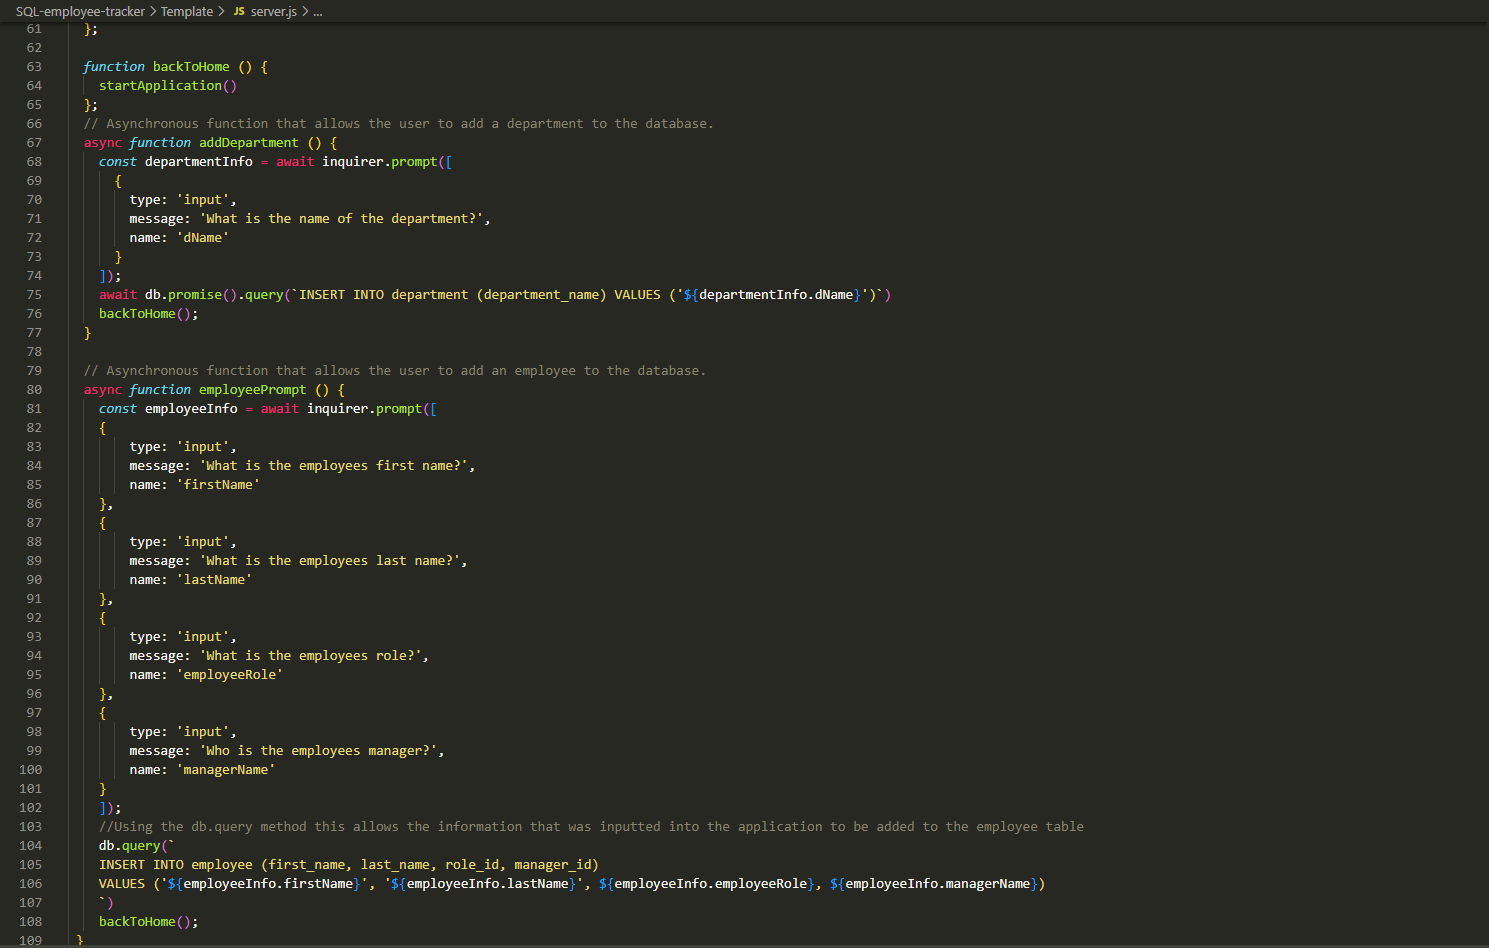 SQL-employee-tracker > Template > JS server.js > ...
61 };
62
63 function backToHome () {
64 startApplication()
65 };
66 // Asynchronous function that allows the user to add a department to the database.
67 async function addDepartment () {
68 const departmentInfo = await inquirer.prompt([
69 {
70 type: 'input',
71 message: 'What is the name of the department?',
72 name: 'dName'
73 }
74 ]);
75 await db.promise().query(`INSERT INTO department (department_name) VALUES ('${departmentInfo.dName}')`)
76 backToHome();
77 }
78
79 // Asynchronous function that allows the user to add an employee to the database.
80 async function employeePrompt () {
81 const employeeInfo = await inquirer.prompt([
82 {
83 type: 'input',
84 message: 'What is the employees first name?',
85 name: 'firstName'
86 },
87 {
88 type: 'input',
89 message: 'What is the employees last name?',
90 name: 'lastName'
91 },
92 {
93 type: 'input',
94 message: 'What is the employees role?',
95 name: 'employeeRole'
96 },
97 {
98 type: 'input',
99 message: 'Who is the employees manager?',
100 name: 'managerName'
101 }
102 ]);
103 //Using the db.query method this allows the information that was inputted into the application to be added to the employee table
104 db.query(`
105 INSERT INTO employee (first_name, last_name, role_id, manager_id)
106 VALUES ('${employeeInfo.firstName}', '${employeeInfo.lastName}', ${employeeInfo.employeeRole}, ${employeeInfo.managerName})
107 `)
108 backToHome();
109 }